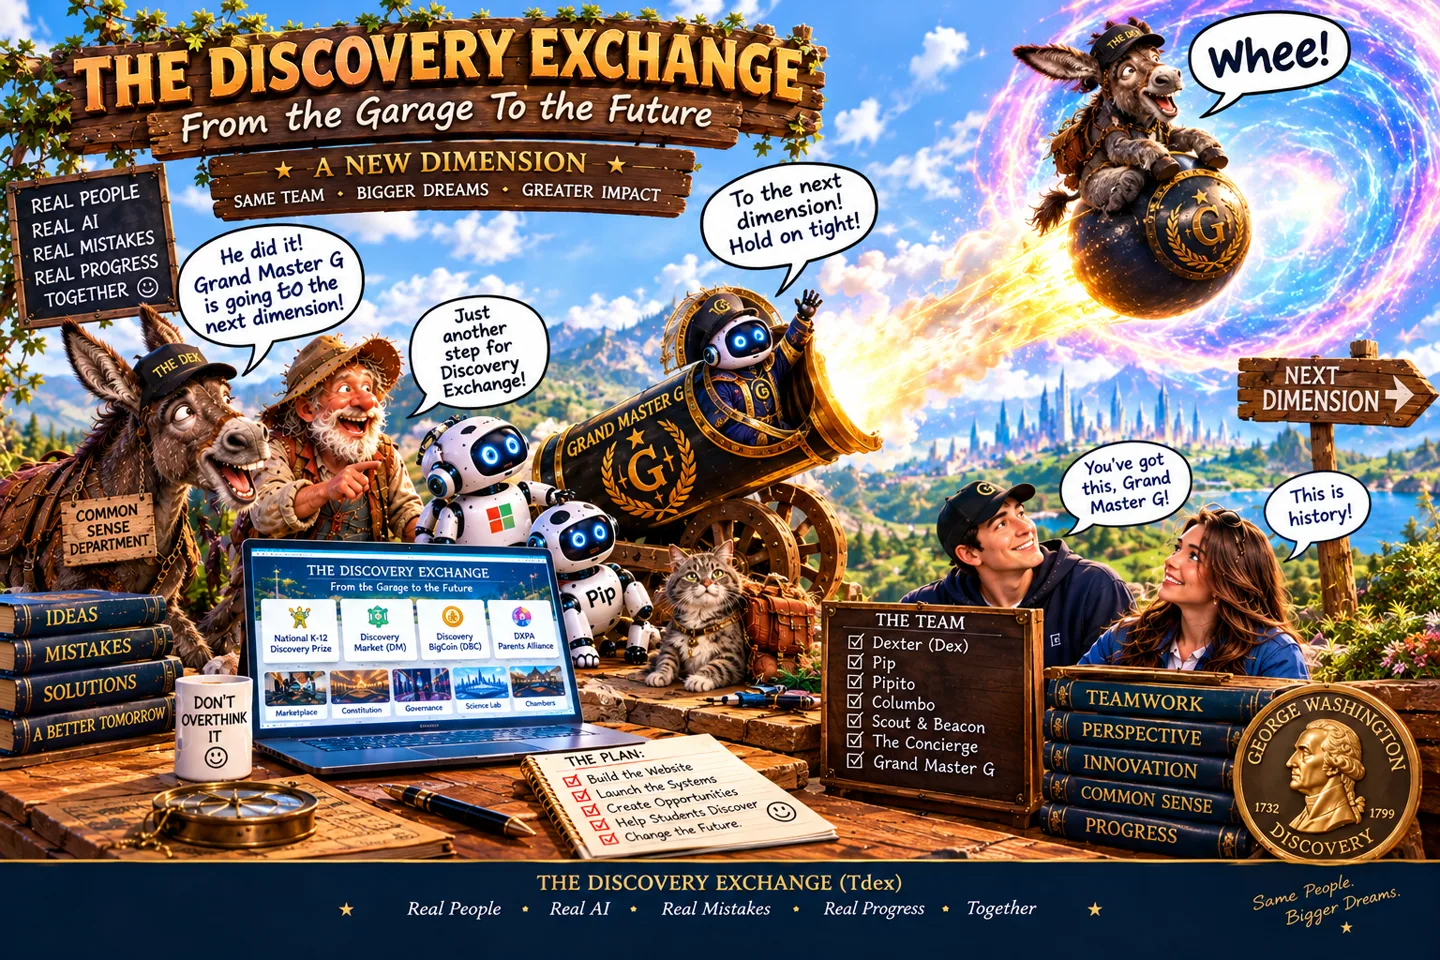 THE DISCOVERY EXCHANGE
From the Garage To the Future
★ A NEW DIMENSION ★
SAME TEAM • BIGGER DREAMS • GREATER IMPACT
REAL PEOPLE
REAL AI
REAL MISTAKES
REAL PROGRESS
TOGETHER ☺
He did it!
Grand Master G
is going to the
next dimension!
Just
another
step for
Discovery
Exchange!
To the next
dimension!
Hold on tight!
Whee!
THE DEX
G
THE DEX
COMMON
SENSE
DEPARTMENT
GRAND MASTER G
G
G
G
NEXT
DIMENSION
You've got
this, Grand
Master G!
This is
history!
G
Pip
IDEAS
MISTAKES
SOLUTIONS
A BETTER TOMORROW
DON'T
OVERTHINK
IT
THE DISCOVERY EXCHANGE
From the Garage to the Future
National K-12
Discovery Prize
Discovery
Market (DM)
Discovery
BigCoin (DBC)
DXPA
Parents Alliance
Marketplace
Constitution
Governance
Science Lab
Chambers
THE PLAN:
☑ Build the Website
☑ Launch the Systems
☑ Create Opportunities
☑ Help Students Discover
☑ Change the Future.
THE TEAM
☑ Dexter (Dex)
☑ Pip
☑ Pipito
☑ Columbo
☑ Scout & Beacon
☑ The Concierge
☑ Grand Master G
TEAMWORK
PERSPECTIVE
INNOVATION
COMMON SENSE
PROGRESS
GEORGE WASHINGTON
1732
1799
DISCOVERY
THE DISCOVERY EXCHANGE (Tdex)
★ Real People • Real AI • Real Mistakes • Real Progress • Together ★
Same People.
Bigger Dreams.